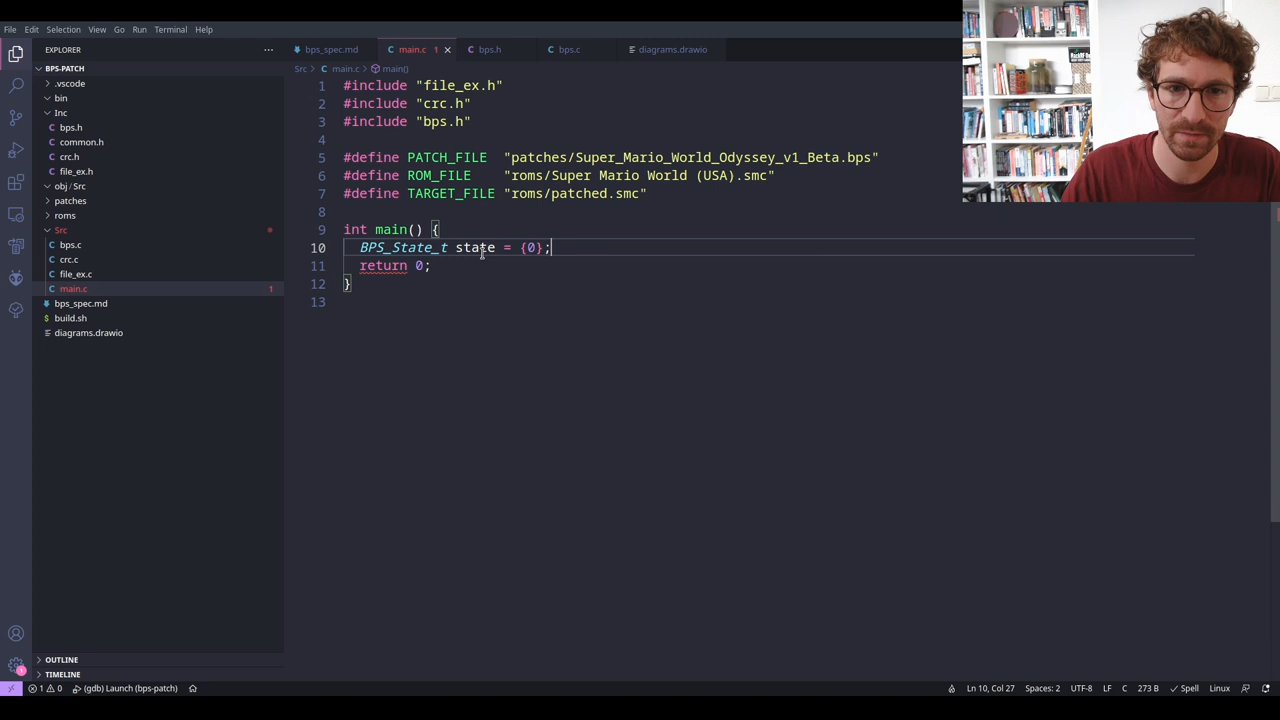 File Edit Selection View Go Run Terminal Help
EXPLORER
BPS-PATCH
.vscode
bin
Inc
bps.h
common.h
crc.h
file_ex.h
obj / Src
patches
roms
Src
bps.c
crc.c
file_ex.c
main.c 1
bps_spec.md
build.sh
diagrams.drawio
OUTLINE
TIMELINE
bps_spec.md main.c 1 bps.h bps.c diagrams.drawio
Src > main.c > main()
1 #include "file_ex.h"
2 #include "crc.h"
3 #include "bps.h"
4
5 #define PATCH_FILE "patches/Super_Mario_World_Odyssey_v1_Beta.bps"
6 #define ROM_FILE "roms/Super Mario World (USA).smc"
7 #define TARGET_FILE "roms/patched.smc"
8
9 int main() {
10 BPS_State_t state = {0};
11 return 0;
12 }
13
1 0 (gdb) Launch (bps-patch) Ln 10, Col 27 Spaces: 2 UTF-8 LF C 273 B Spell Linux